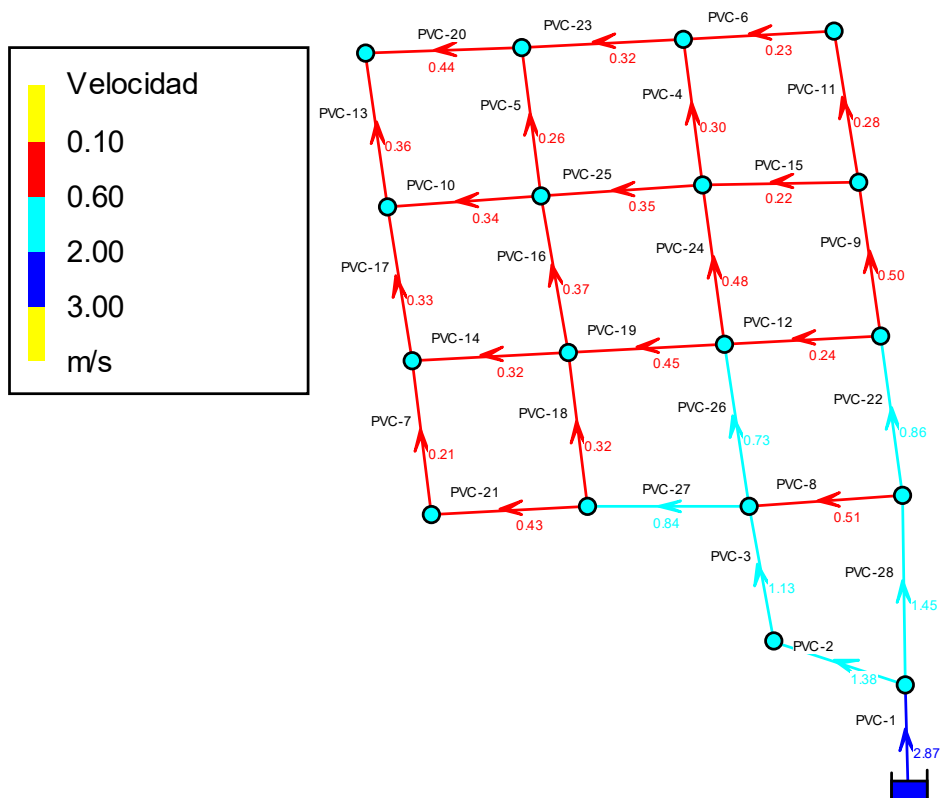 Velocidad
0.10
0.60
2.00
3.00
m/s
PVC-20
0.44
PVC-23
0.32
PVC-6
0.23
PVC-13
0.36
PVC-5
0.26
PVC-4
0.30
PVC-11
0.28
PVC-10
0.34
PVC-25
0.35
PVC-15
0.22
PVC-17
0.33
PVC-16
0.37
PVC-24
0.48
PVC-9
0.50
PVC-14
0.32
PVC-19
0.45
PVC-12
0.24
PVC-7
0.21
PVC-18
0.32
PVC-26
0.73
PVC-22
0.86
PVC-21
0.43
PVC-27
0.84
PVC-8
0.51
PVC-3
1.13
PVC-28
1.45
PVC-2
1.38
PVC-1
2.87